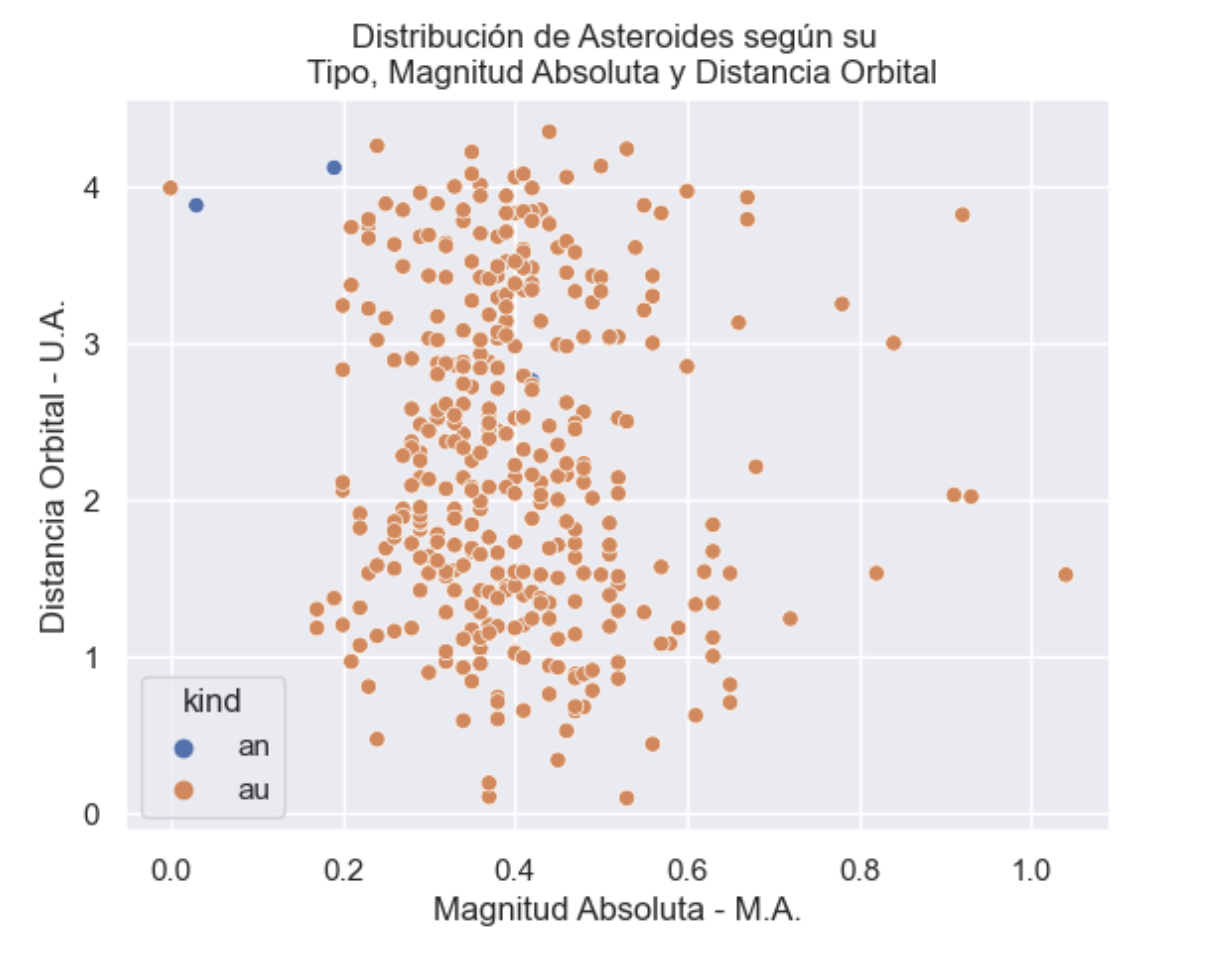 Distribución de Asteroides según su
Tipo, Magnitud Absoluta y Distancia Orbital
Distancia Orbital - U.A.
4
3
2
1
0
kind
an
au
0.0 0.2 0.4 0.6 0.8 1.0
Magnitud Absoluta - M.A.